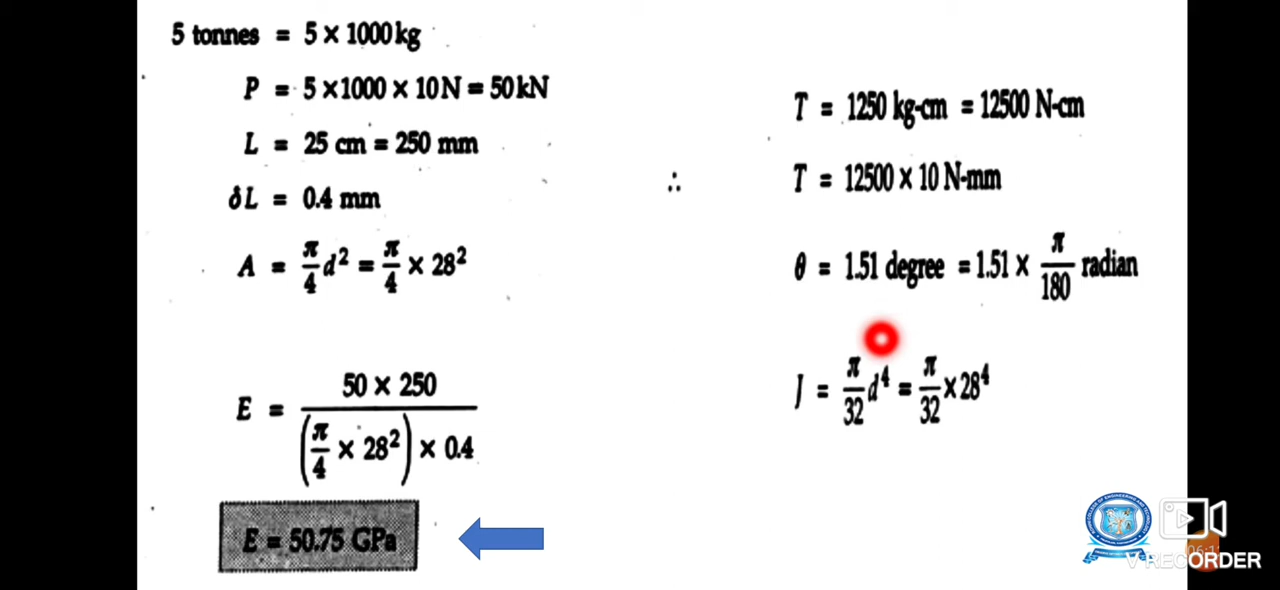 5 tonnes = 5 × 1000 kg
P = 5 × 1000 × 10 N = 50 kN
L = 25 cm = 250 mm
δL = 0.4 mm
A = π/4 d² = π/4 × 28²
E = 50 × 250 / (π/4 × 28²) × 0.4
E = 50.75 GPa
T = 1250 kg-cm = 12500 N-cm
∴ T = 12500 × 10 N-mm
θ = 1.51 degree = 1.51 × π/180 radian
J = π/32 d⁴ = π/32 × 28⁴
V RECORDER